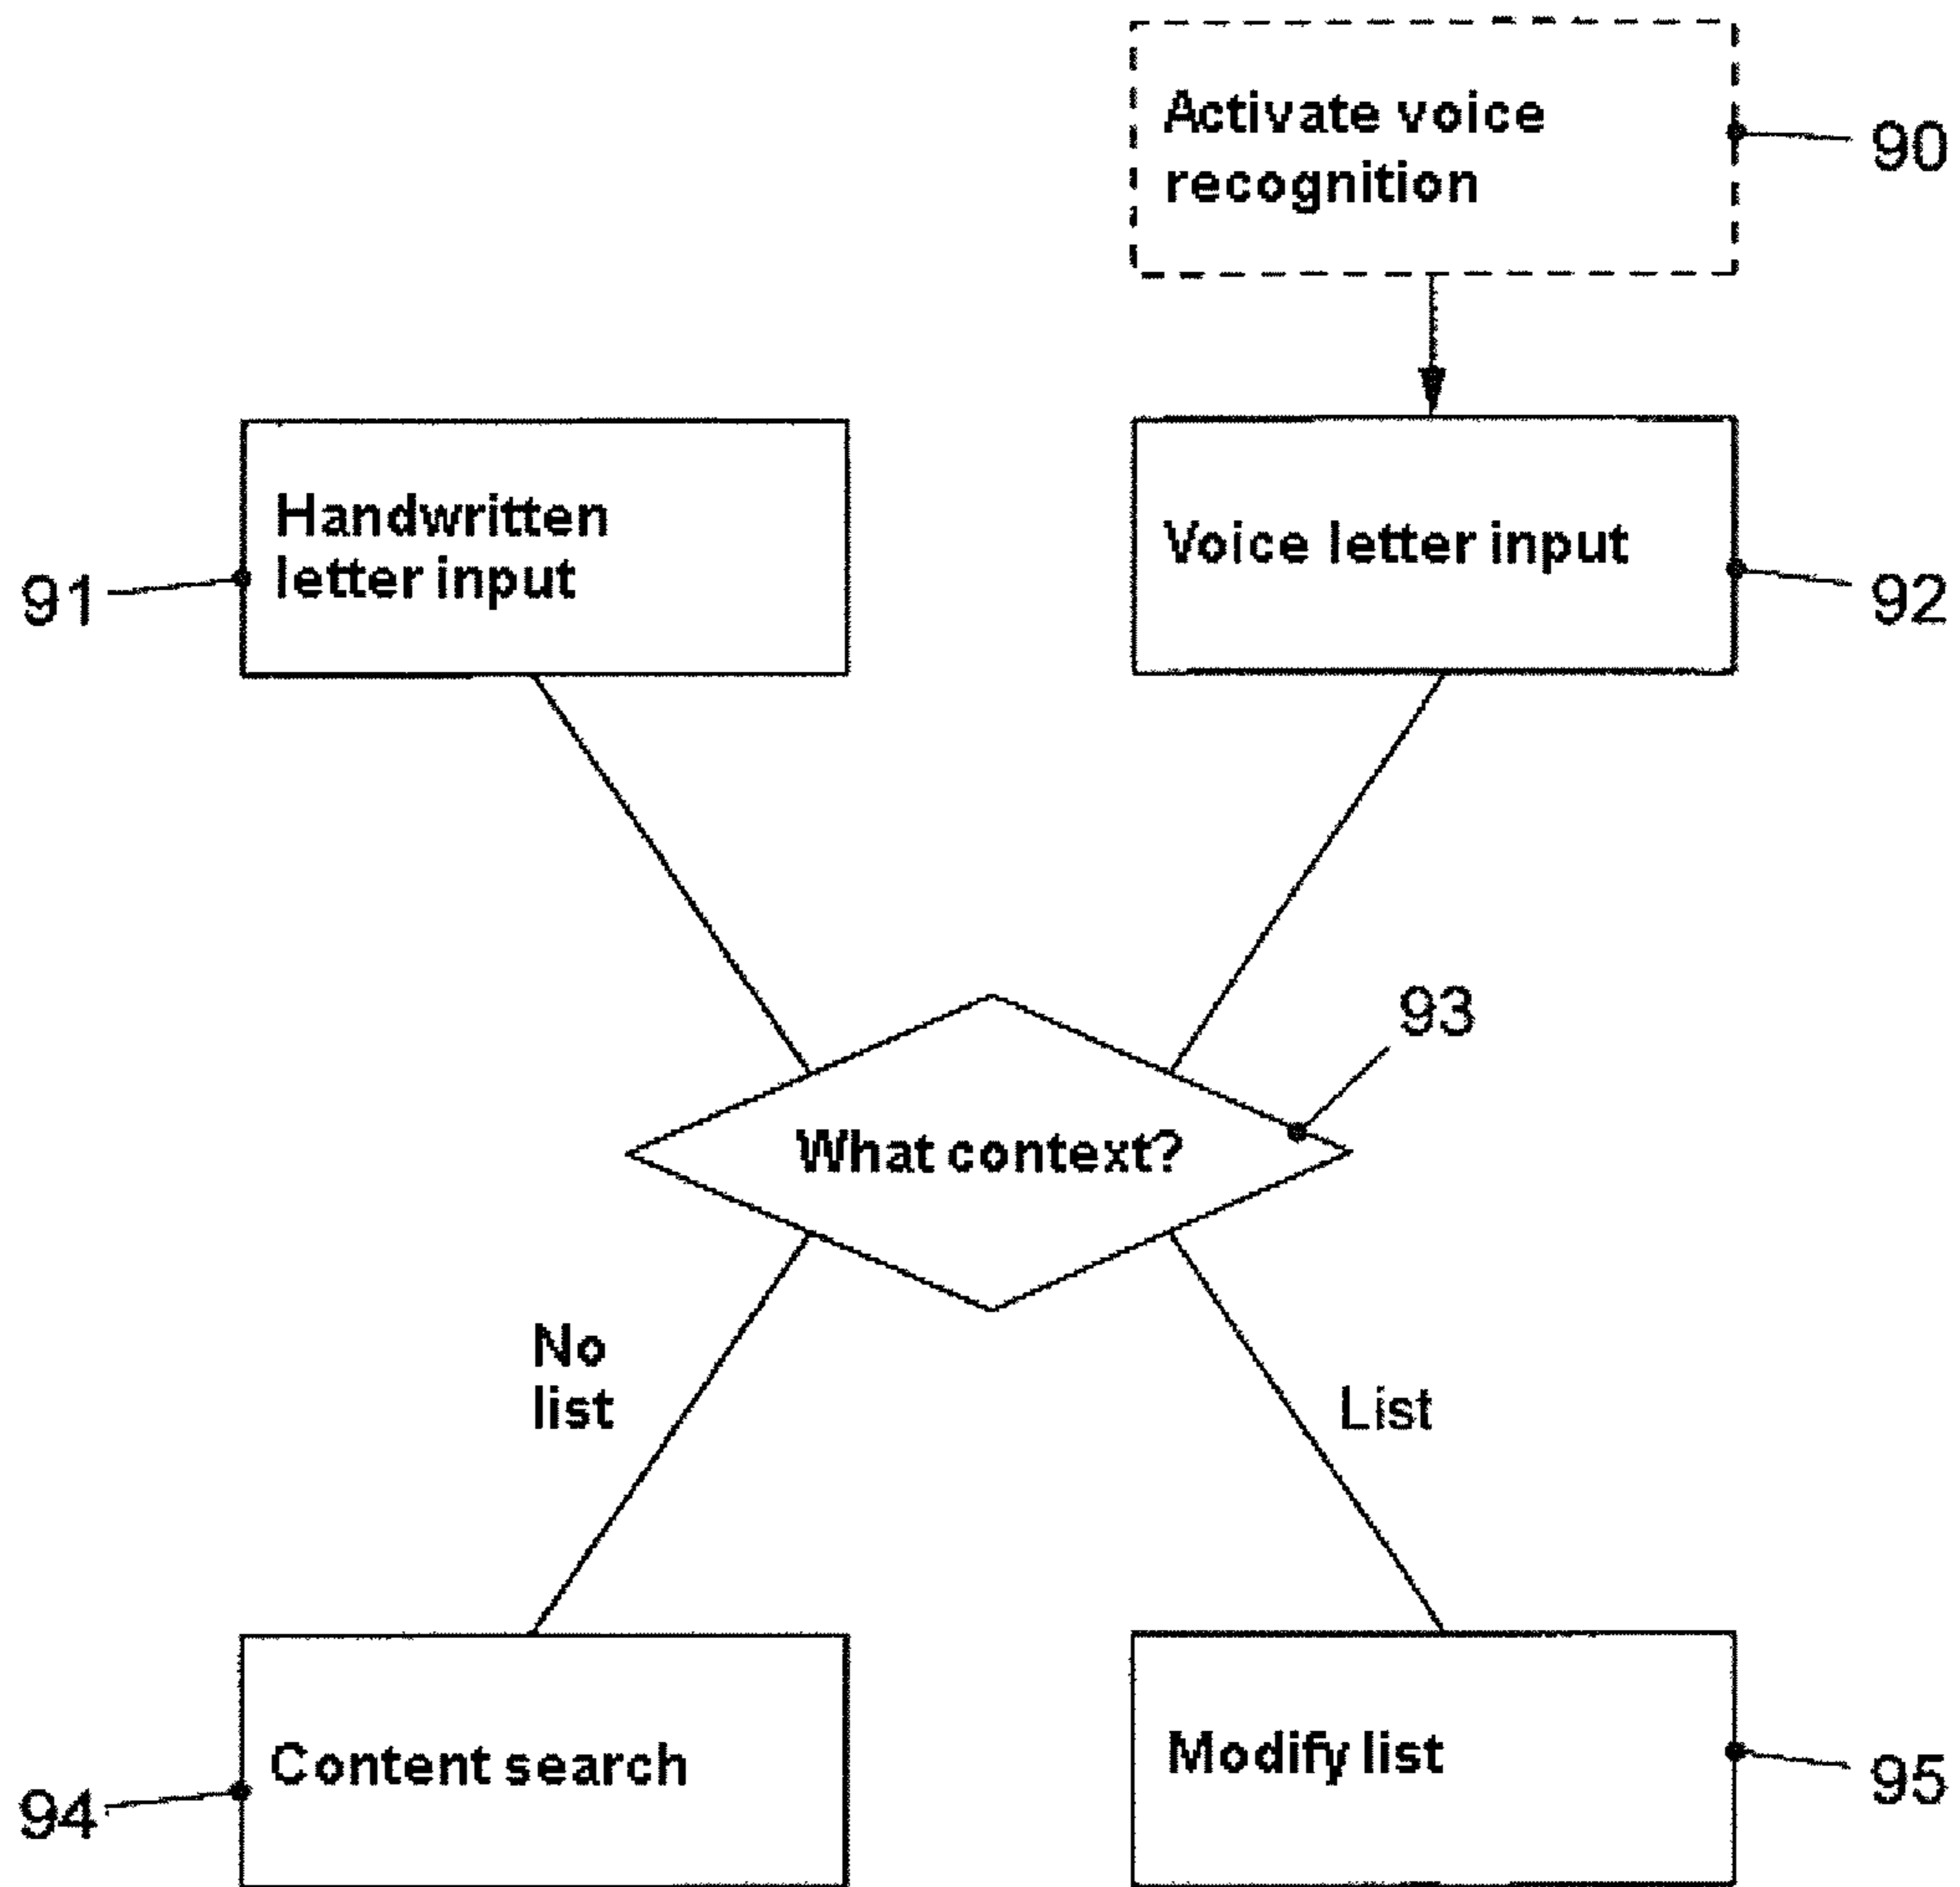 Activate voice
recognition
90
Handwritten
letter input
91
Voice letter input
92
93
What context?
No
list
List
Content search
94
Modify list
95